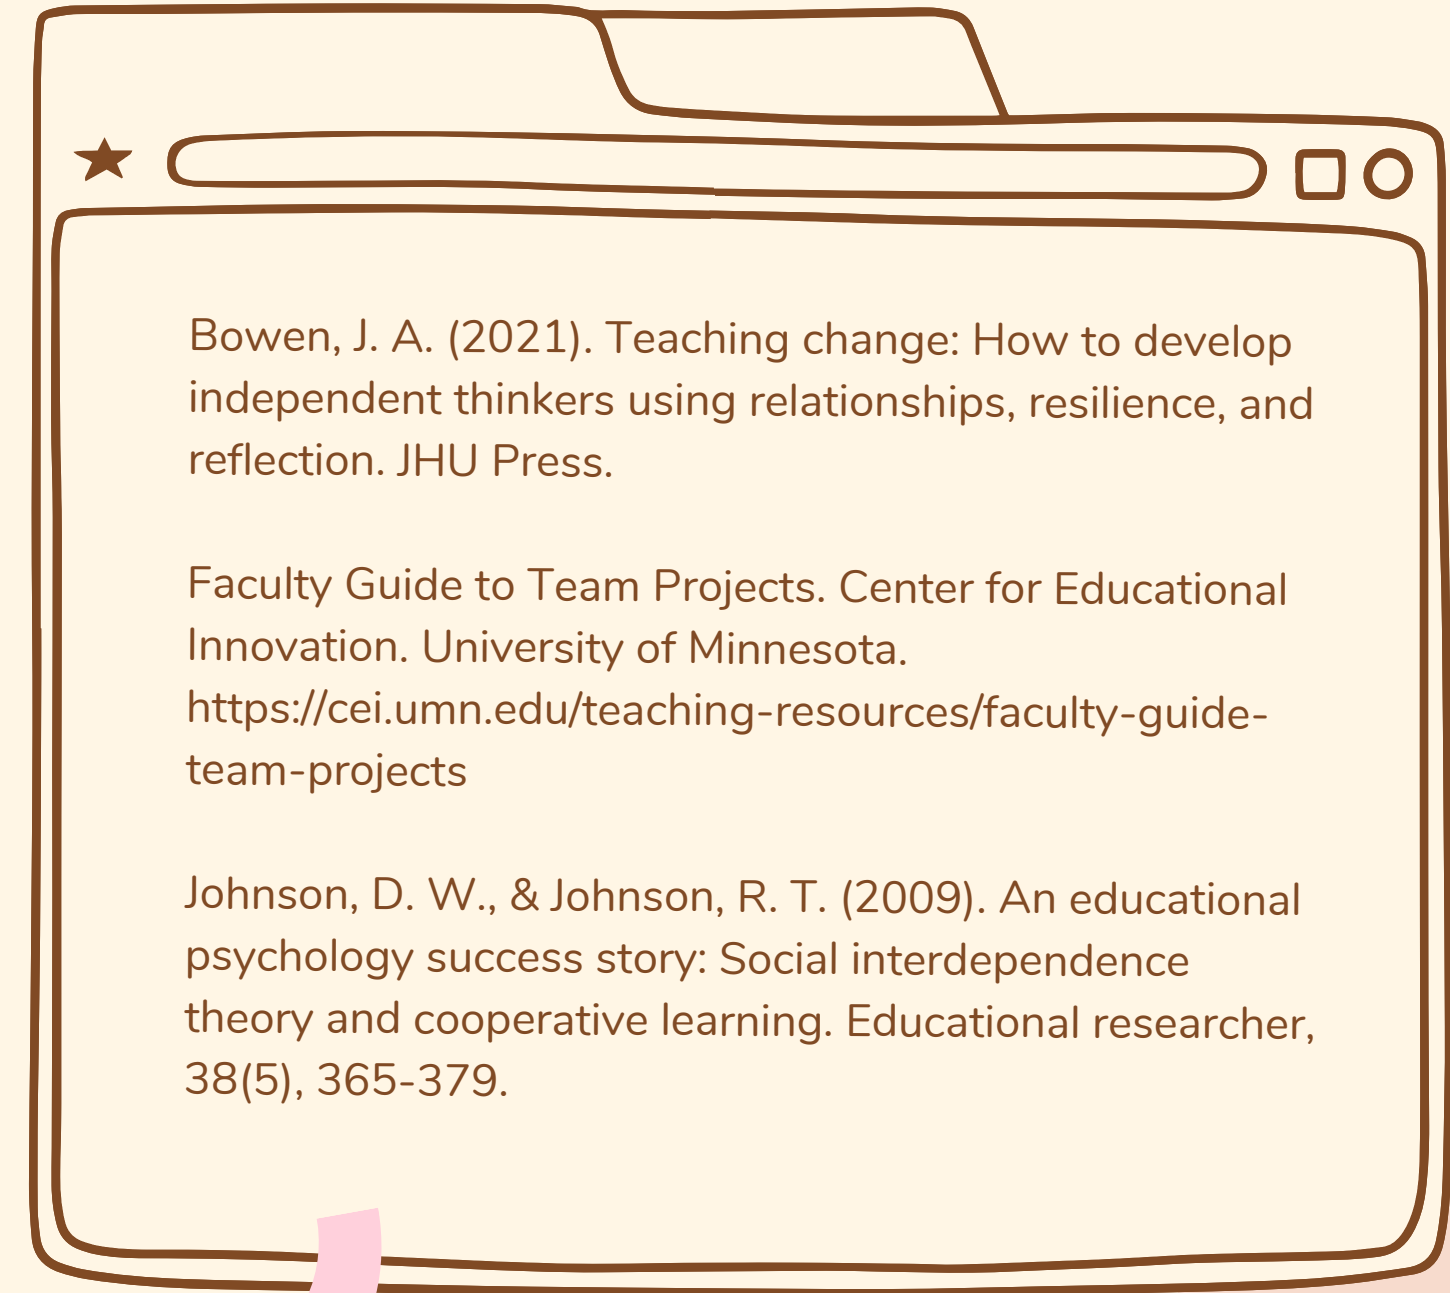 Bowen, J. A. (2021). Teaching change: How to develop
independent thinkers using relationships, resilience, and
reflection. JHU Press.
Faculty Guide to Team Projects. Center for Educational
Innovation. University of Minnesota.
https://cei.umn.edu/teaching-resources/faculty-guide-
team-projects
Johnson, D. W., & Johnson, R. T. (2009). An educational
psychology success story: Social interdependence
theory and cooperative learning. Educational researcher,
38(5), 365-379.